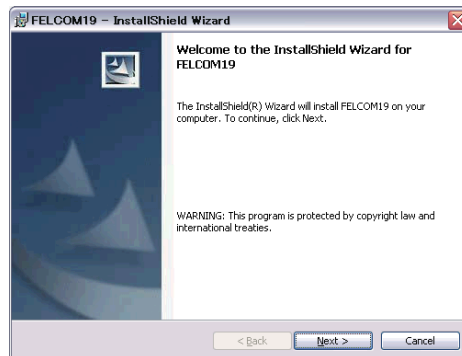 FELCOM19 - InstallShield Wizard
Welcome to the InstallShield Wizard for
FELCOM19
The InstallShield(R) Wizard will install FELCOM19 on your
computer. To continue, click Next.
WARNING: This program is protected by copyright law and
international treaties.
< Back
Next >
Cancel